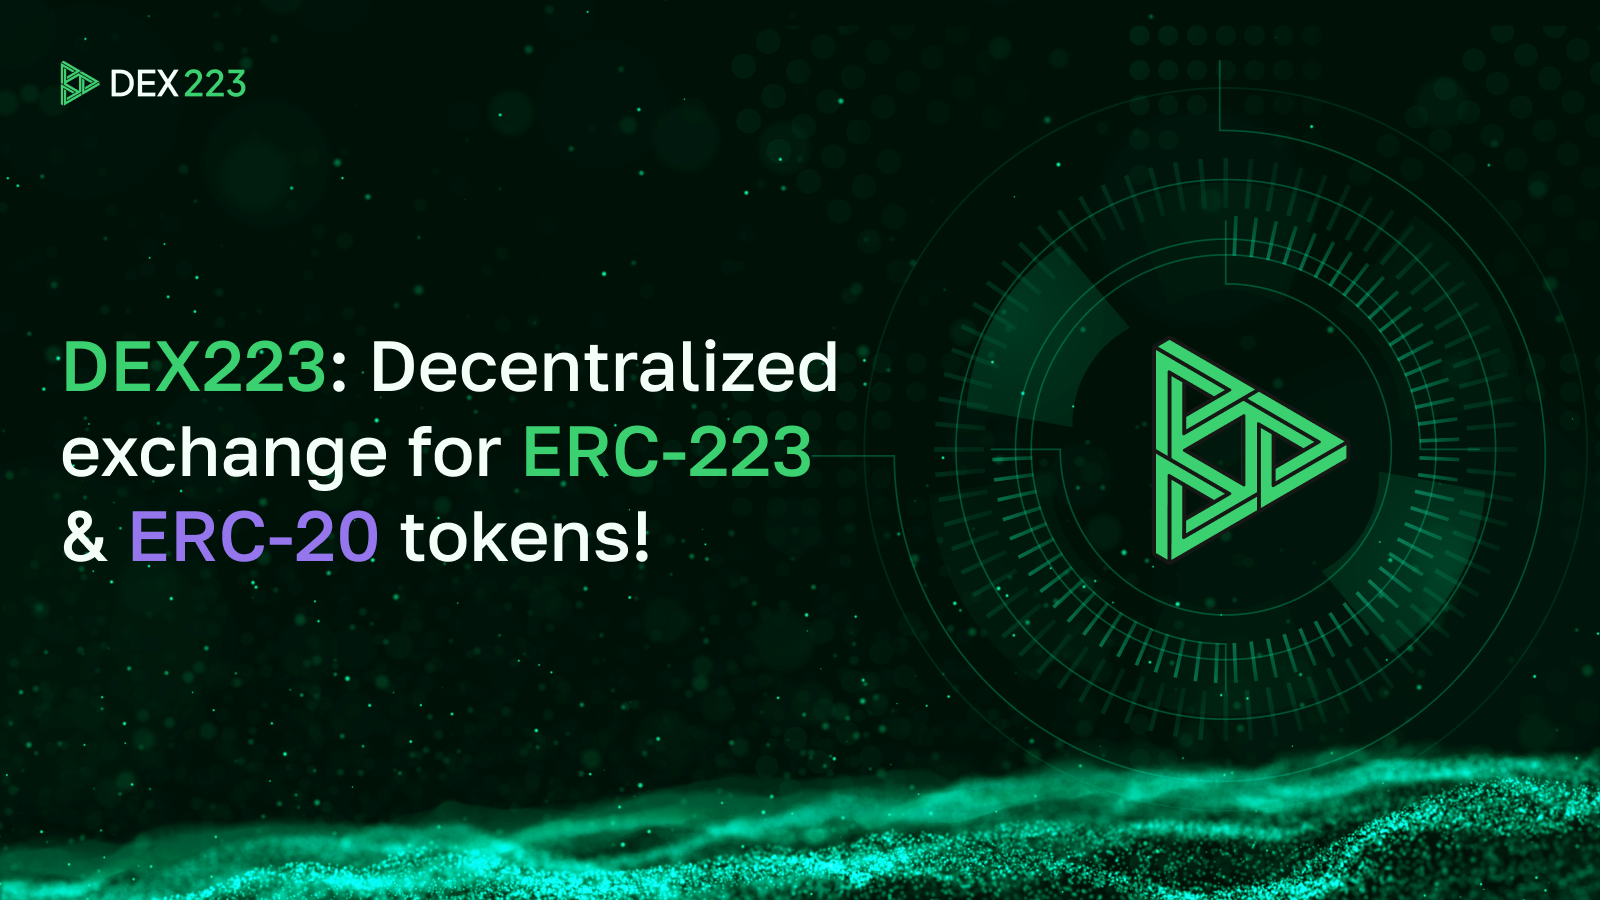 DEX223
DEX223: Decentralized
exchange for ERC-223
& ERC-20 tokens!